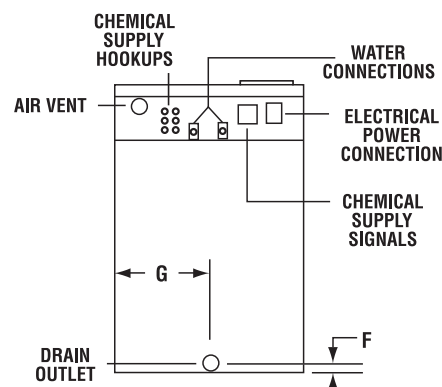 CHEMICAL
SUPPLY
HOOKUPS
WATER
CONNECTIONS
AIR VENT
ELECTRICAL
POWER
CONNECTION
CHEMICAL
SUPPLY
SIGNALS
G
F
DRAIN
OUTLET